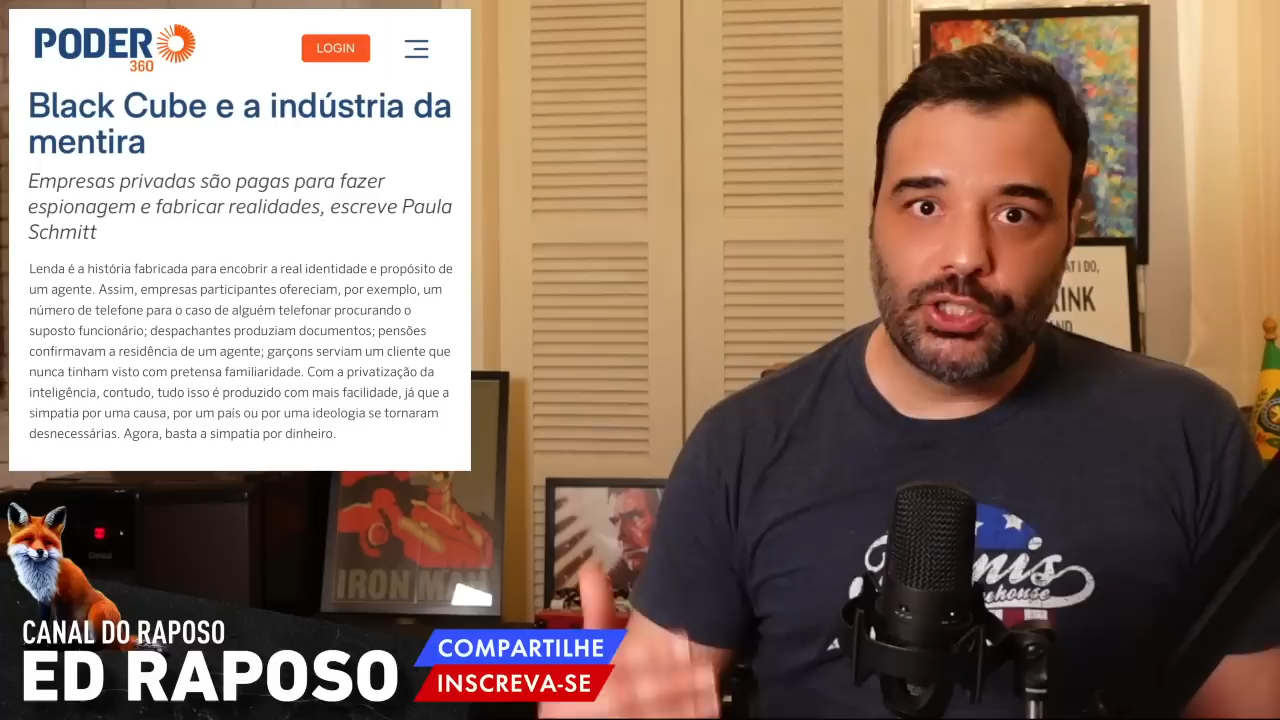 PODER
360
LOGIN
Black Cube e a indústria da
mentira
Empresas privadas são pagas para fazer
espionagem e fabricar realidades, escreve Paula
Schmitt
Lenda é a história fabricada para encobrir a real identidade e propósito de
um agente. Assim, empresas participantes ofereciam, por exemplo, um
número de telefone para o caso de alguém telefonar procurando o
suposto funcionário; despachantes produziam documentos; pensões
confirmavam a residência de um agente; garçons serviam um cliente que
nunca tinham visto com pretensa familiaridade. Com a privatização da
inteligência, contudo, tudo isso é produzido com mais facilidade, já que a
simpatia por uma causa, por um país ou por uma ideologia se tornaram
desnecessárias. Agora, basta a simpatia por dinheiro.
I DO,
IRON MAN
CANAL DO RAPOSO
ED RAPOSO
COMPARTILHE
INSCREVA-SE